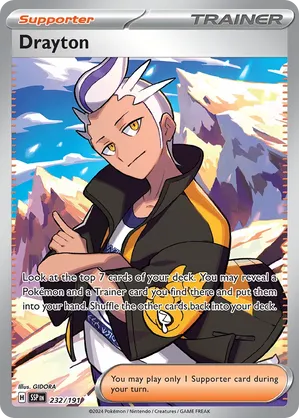 Supporter
TRAINER
Drayton
Look at the top 7 cards of your deck. You may reveal a
Pokémon and a Trainer card you find there and put them
into your hand. Shuffle the other cards back into your deck.
Illus. GIDORA
H SSP EN 232/191
You may play only 1 Supporter card during
your turn.
©2024 Pokémon / Nintendo / Creatures / GAME FREAK